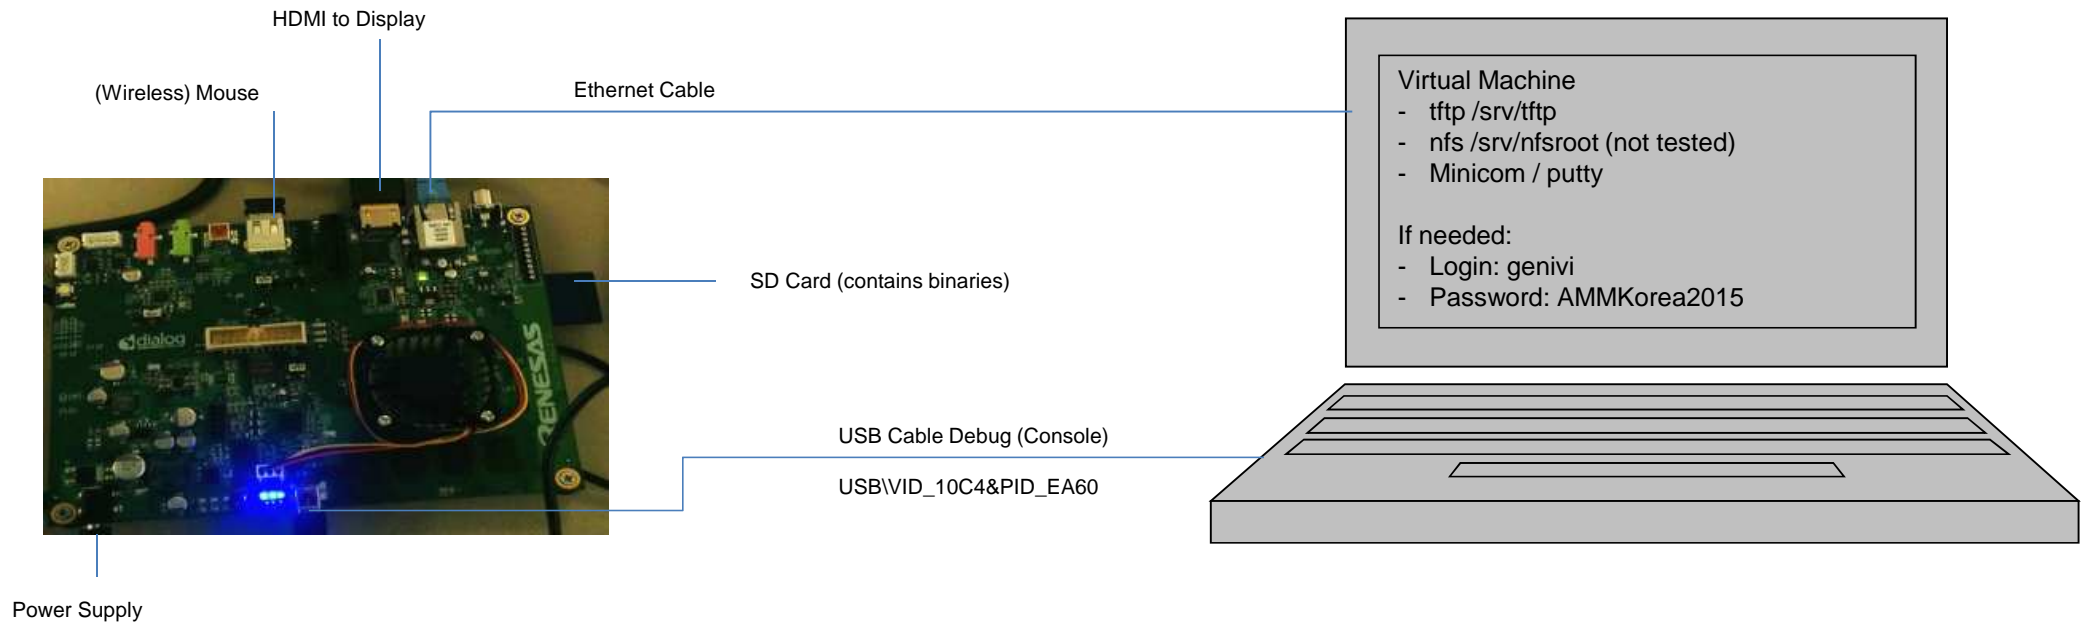 HDMI to Display
(Wireless) Mouse
Ethernet Cable
SD Card (contains binaries)
dialog
RENESAS
USB Cable Debug (Console)
USB\VID_10C4&PID_EA60
Power Supply
Virtual Machine
- tftp /srv/tftp
- nfs /srv/nfsroot (not tested)
- Minicom / putty
If needed:
- Login: genivi
- Password: AMMKorea2015